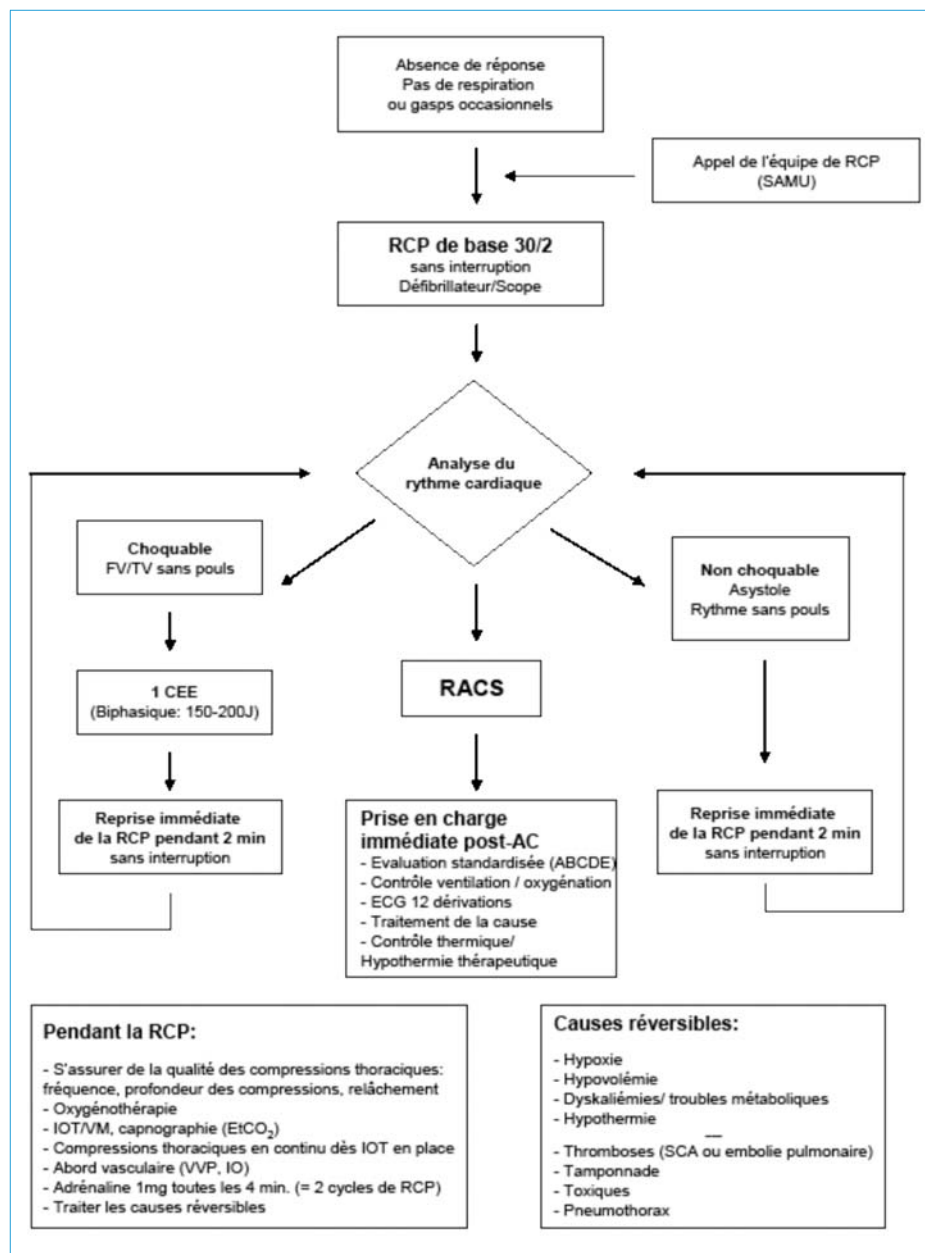 Absence de réponse
Pas de respiration
ou gasps occasionnels
Appel de l'équipe de RCP
(SAMU)
RCP de base 30/2
sans interruption
Défibrillateur/Scope
Analyse du
rythme cardiaque
Choquable
FV/TV sans pouls
Non choquable
Asystole
Rythme sans pouls
1 CEE
(Biphasique: 150-200J)
RACS
Reprise immédiate
de la RCP pendant 2 min
sans interruption
Prise en charge
immédiate post-AC
- Evaluation standardisée (ABCDE)
- Contrôle ventilation / oxygénation
- ECG 12 dérivations
- Traitement de la cause
- Contrôle thermique/
Hypothermie thérapeutique
Reprise immédiate
de la RCP pendant 2 min
sans interruption
Pendant la RCP:
- S'assurer de la qualité des compressions thoraciques:
fréquence, profondeur des compressions, relâchement
- Oxygénothérapie
- IOT/VM, capnographie (EtCO₂)
- Compressions thoraciques en continu dès IOT en place
- Abord vasculaire (VVP, IO)
- Adrénaline 1mg toutes les 4 min. (= 2 cycles de RCP)
- Traiter les causes réversibles
Causes réversibles:
- Hypoxie
- Hypovolémie
- Dyskaliémies/ troubles métaboliques
- Hypothermie
- Thromboses (SCA ou embolie pulmonaire)
- Tamponnade
- Toxiques
- Pneumothorax